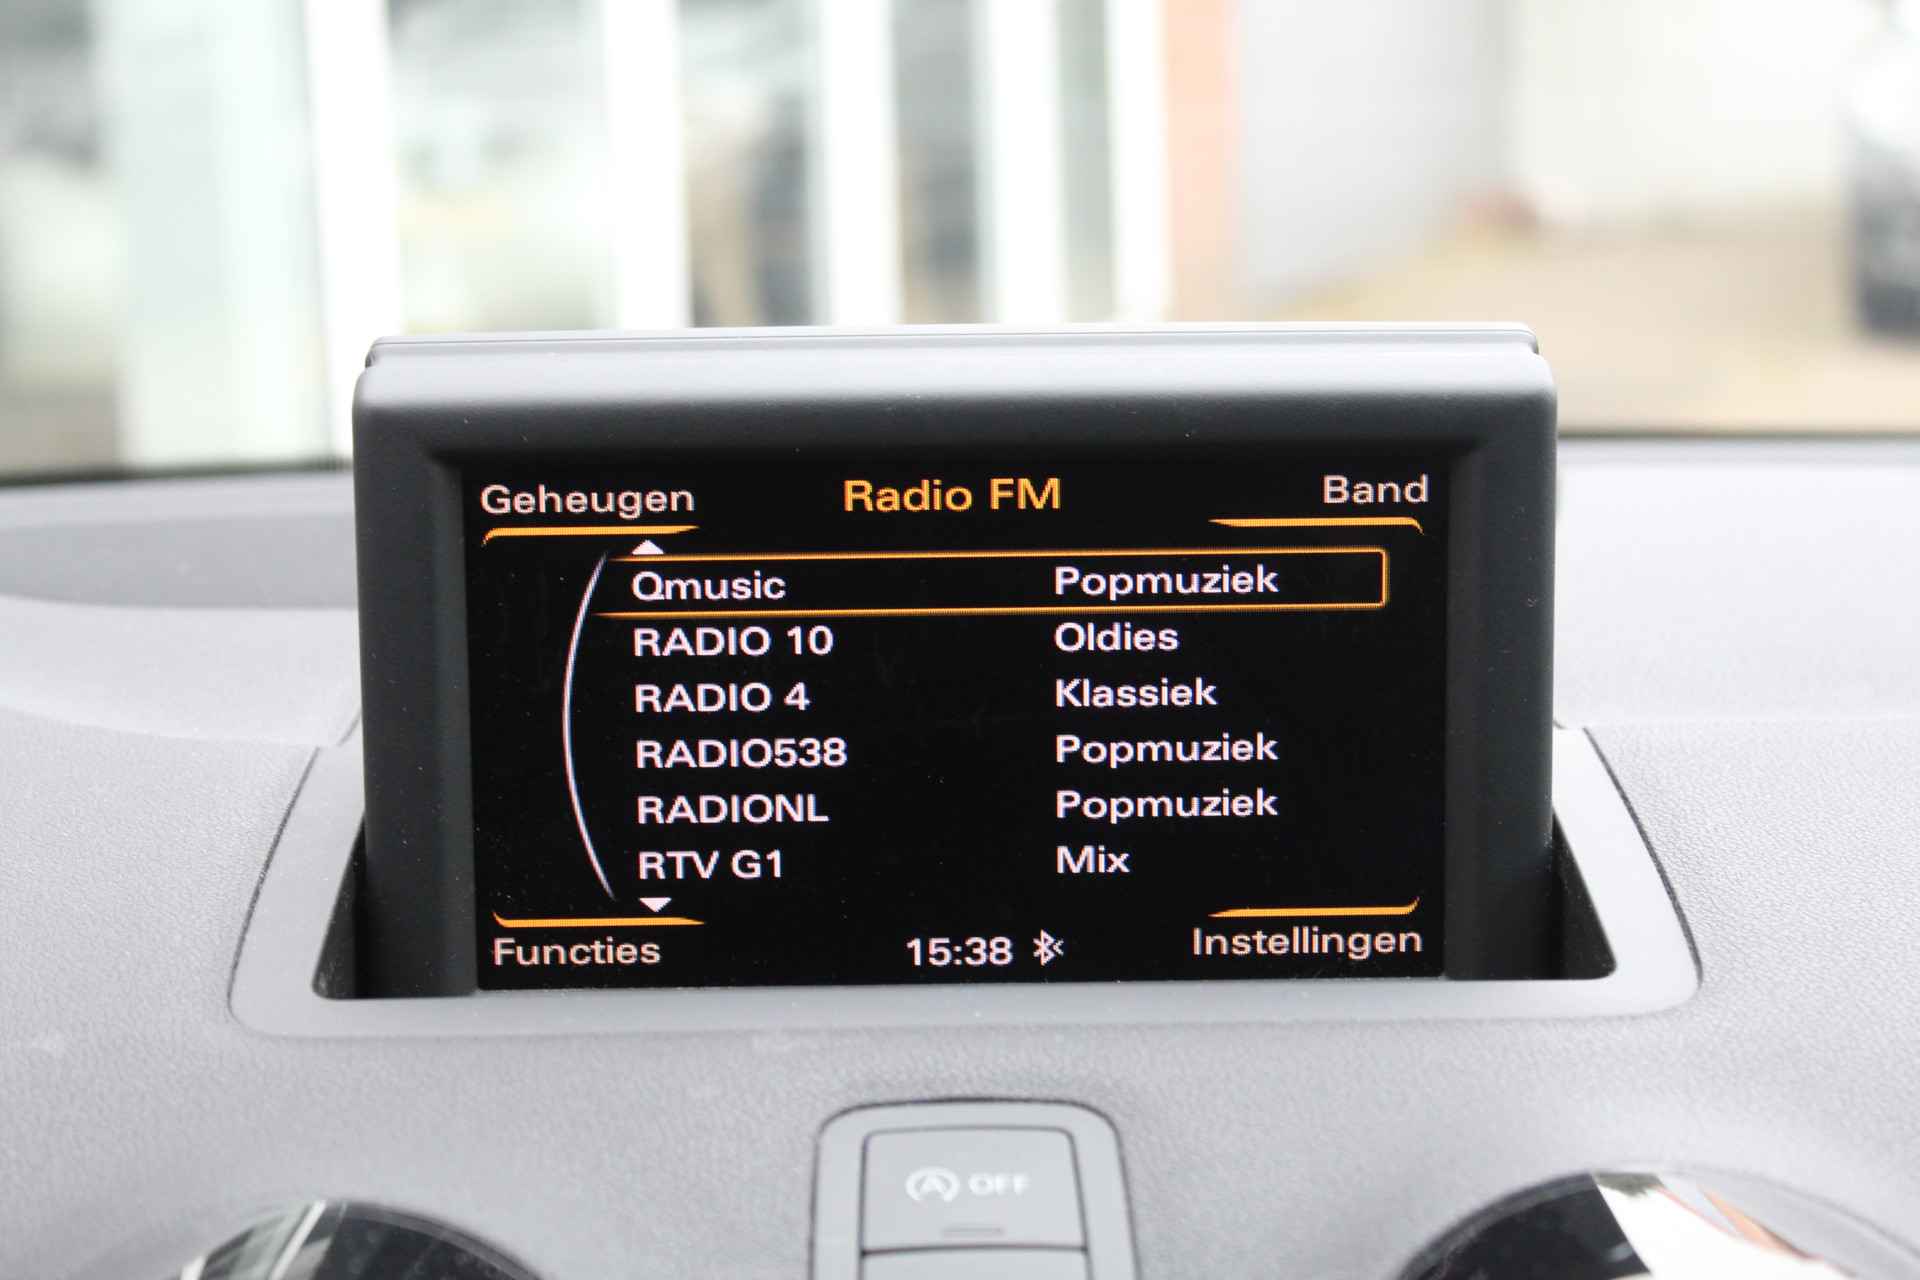 Geheugen Radio FM Band
Qmusic Popmuziek
RADIO 10 Oldies
RADIO 4 Klassiek
RADIO538 Popmuziek
RADIONL Popmuziek
RTV G1 Mix
Functies 15:38 Instellingen
A OFF